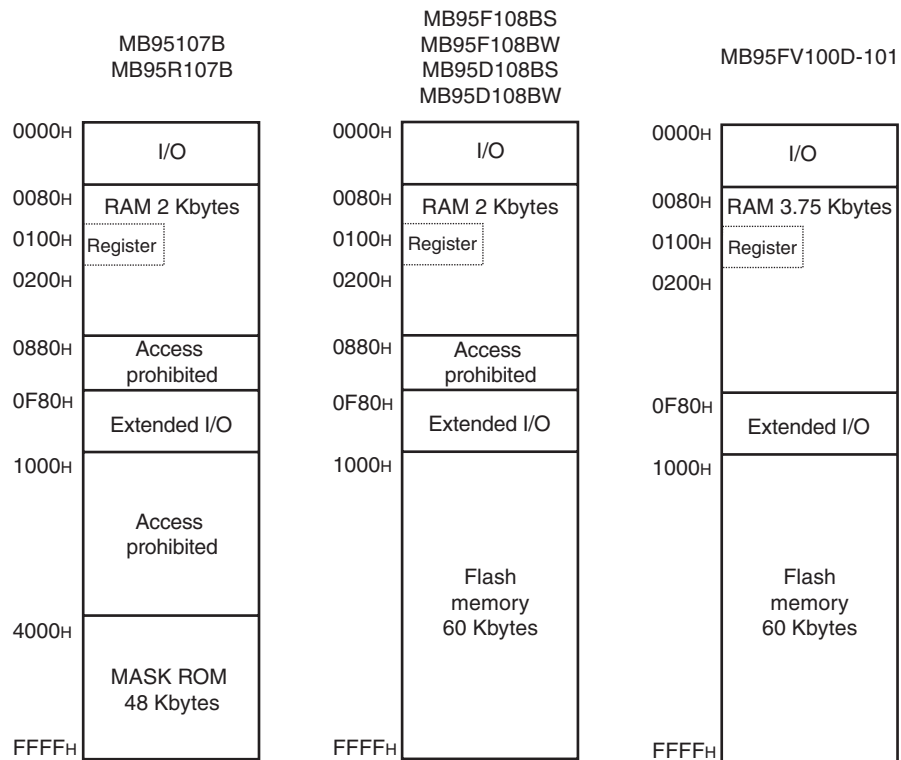 MB95107B
MB95R107B
0000H
I/O
0080H
RAM 2 Kbytes
0100H
Register
0200H
0880H
Access
prohibited
0F80H
Extended I/O
1000H
Access
prohibited
4000H
MASK ROM
48 Kbytes
FFFFH
MB95F108BS
MB95F108BW
MB95D108BS
MB95D108BW
0000H
I/O
0080H
RAM 2 Kbytes
0100H
Register
0200H
0880H
Access
prohibited
0F80H
Extended I/O
1000H
Flash
memory
60 Kbytes
FFFFH
MB95FV100D-101
0000H
I/O
0080H
RAM 3.75 Kbytes
0100H
Register
0200H
0F80H
Extended I/O
1000H
Flash
memory
60 Kbytes
FFFFH